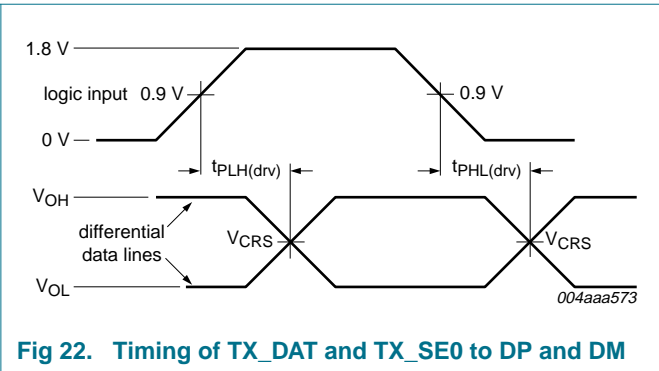 1.8 V
logic input 0.9 V
0.9 V
0 V
tPLH(drv)
tPHL(drv)
VOH
differential
data lines
VCRS
VCRS
VOL
004aaa573
Fig 22. Timing of TX_DAT and TX_SE0 to DP and DM